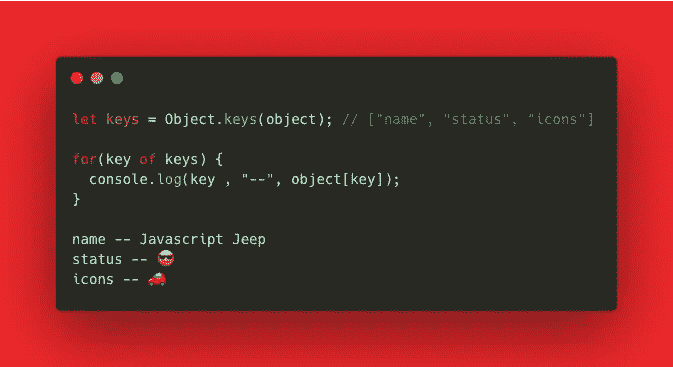 let keys = Object.keys(object); // ["name", "status", "icons"]
for(key of keys) {
console.log(key , "--", object[key]);
}
name -- Javascript Jeep
status -- 😎
icons -- 🚗